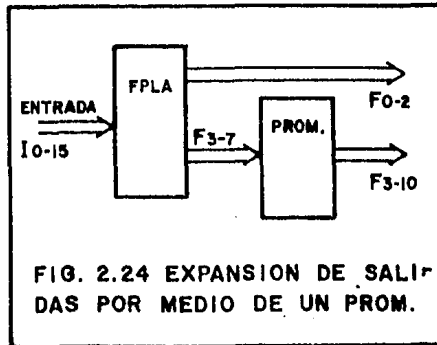 FPLA
F0-2
ENTRADA
I0-15
F3-7
PROM.
F3-10
FIG. 2.24 EXPANSION DE SALI-
DAS POR MEDIO DE UN PROM.